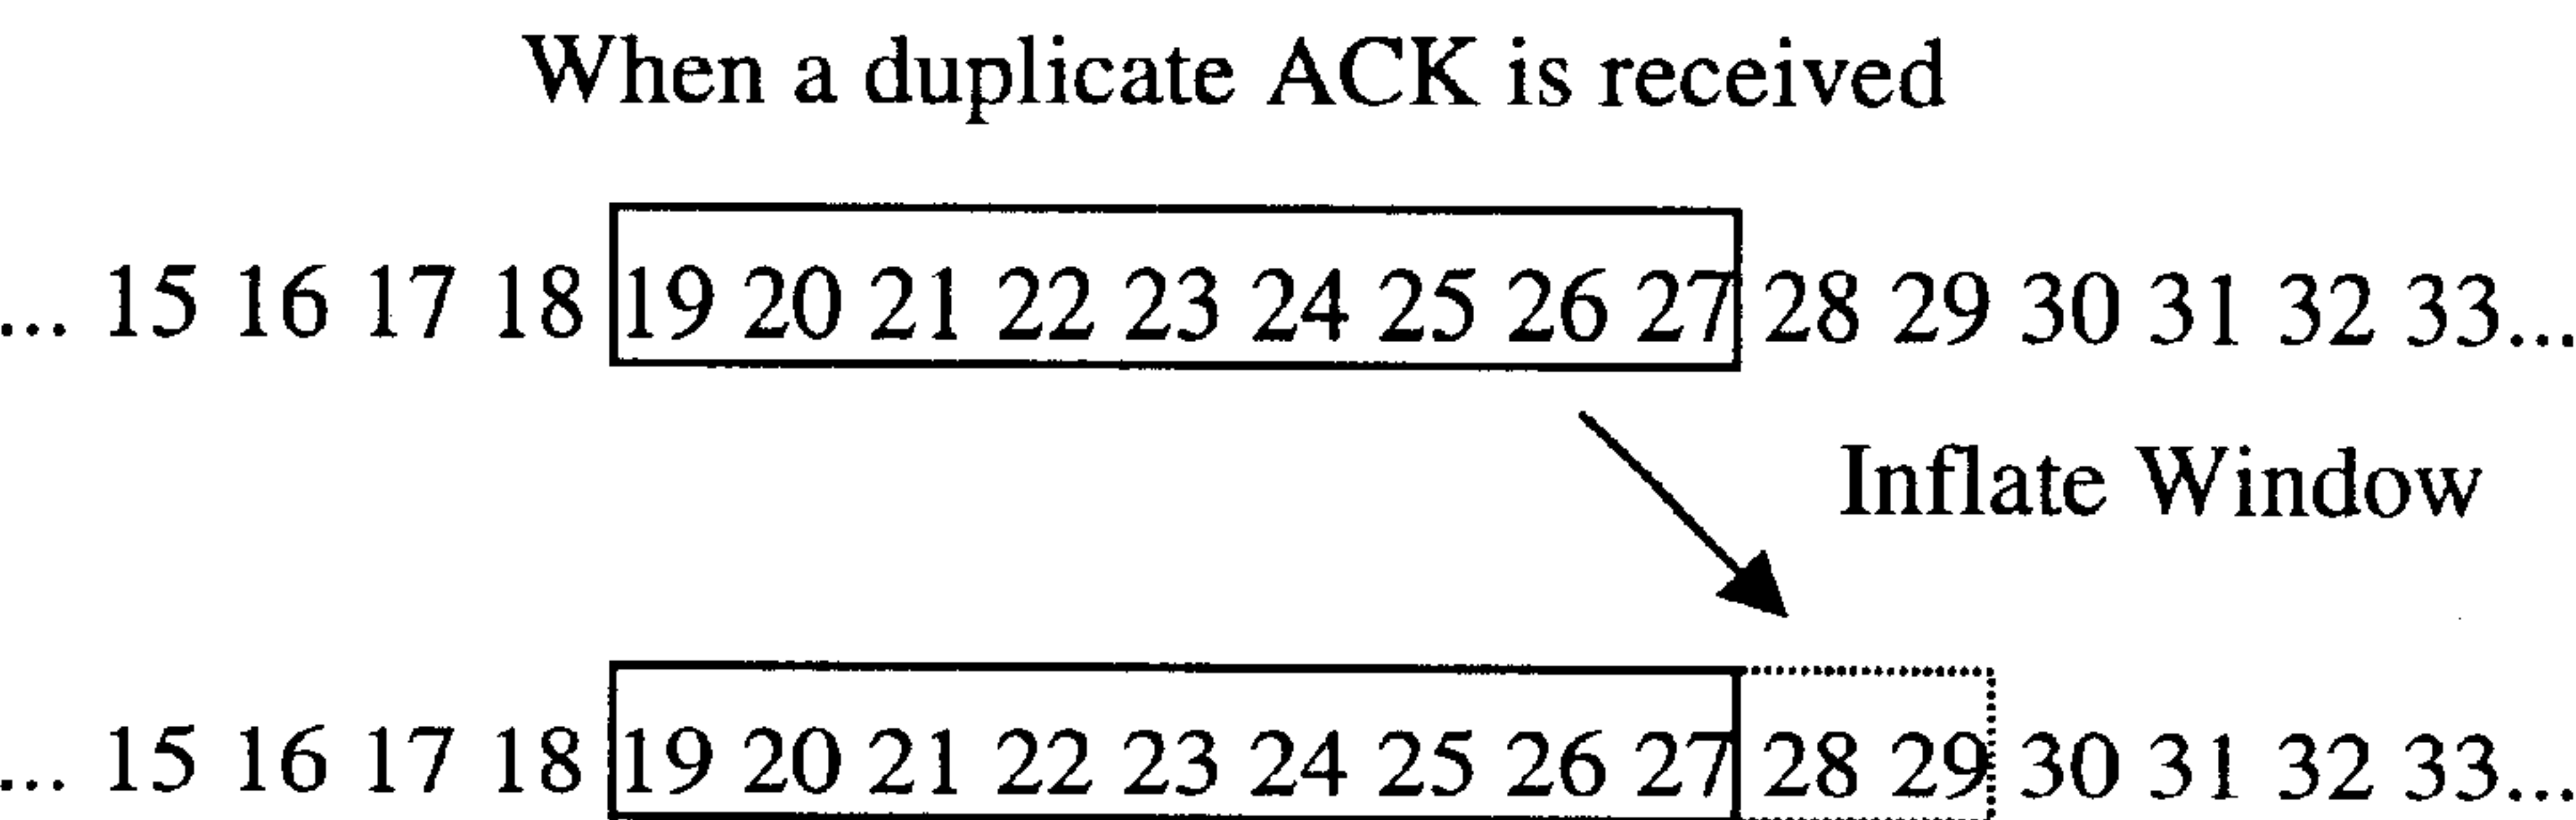 When a duplicate ACK is received
... 15 16 17 18 19 20 21 22 23 24 25 26 27 28 29 30 31 32 33...
Inflate Window
... 15 16 17 18 19 20 21 22 23 24 25 26 27 28 29 30 31 32 33...